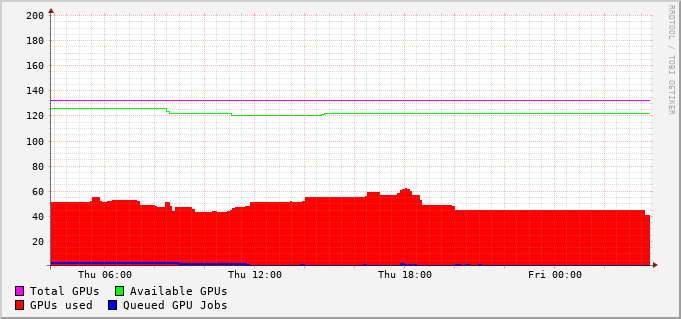 200
180
160
140
120
100
80
60
40
20
Thu 06:00 Thu 12:00 Thu 18:00 Fri 00:00
Total GPUs Available GPUs
GPUs used Queued GPU Jobs
RRDTOOL / TOBI OETIKER